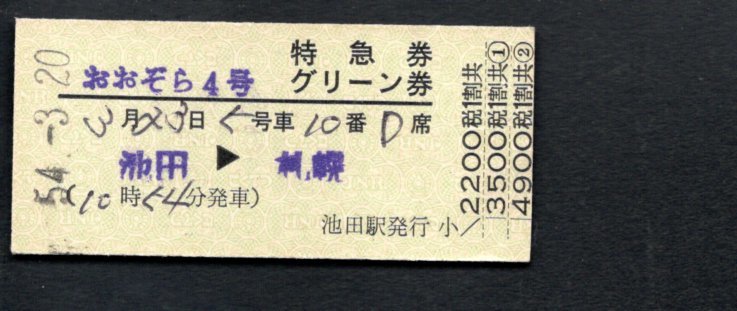 54.-3.20
特急券
おおぞら4号 グリーン券
3月23日 号車10番D席
池田▶札幌
(10時 4分発車)
池田駅発行 小/
2200税1割共
3500税1割共①
4900税1割共②